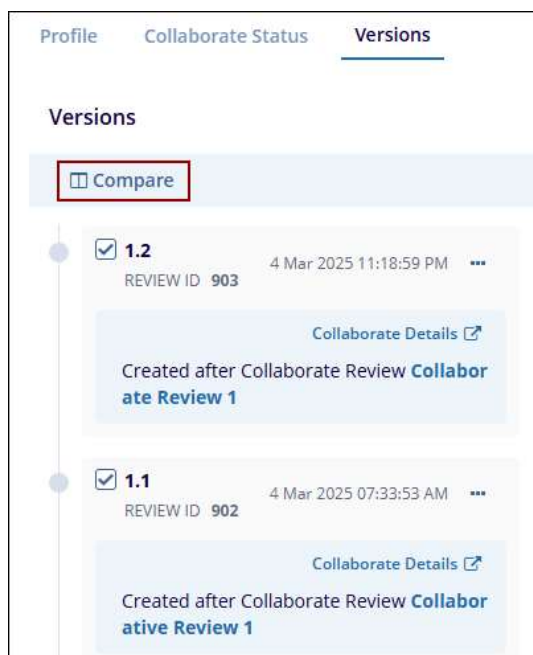 Profile Collaborate Status Versions
Versions
Compare
1.2 4 Mar 2025 11:18:59 PM
REVIEW ID 903
Collaborate Details
Created after Collaborate Review Collabor
ate Review 1
1.1 4 Mar 2025 07:33:53 AM
REVIEW ID 902
Collaborate Details
Created after Collaborate Review Collabor
ative Review 1